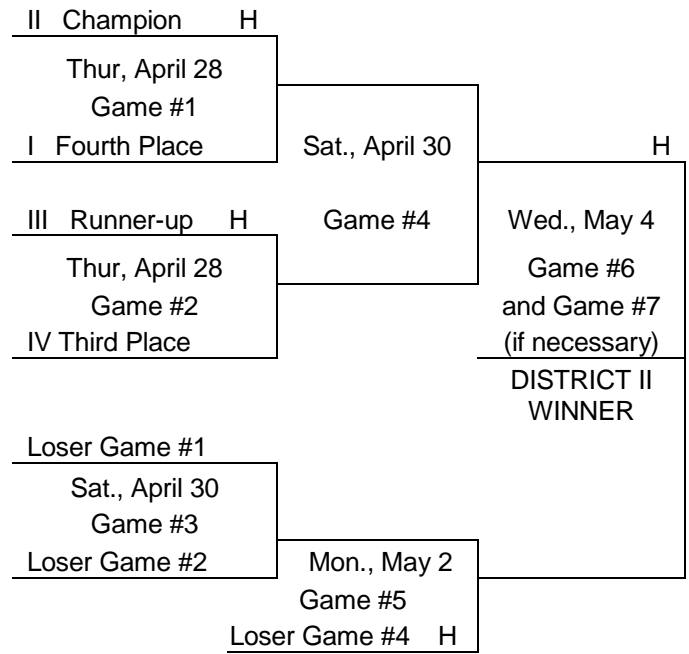 II Champion H
Thur, April 28
Game #1
I Fourth Place
Sat., April 30
H
III Runner-up H
Game #4
Wed., May 4
Thur, April 28
Game #6
Game #2
and Game #7
IV Third Place
(if necessary)
DISTRICT II
WINNER
Loser Game #1
Sat., April 30
Game #3
Loser Game #2
Mon., May 2
Game #5
Loser Game #4 H